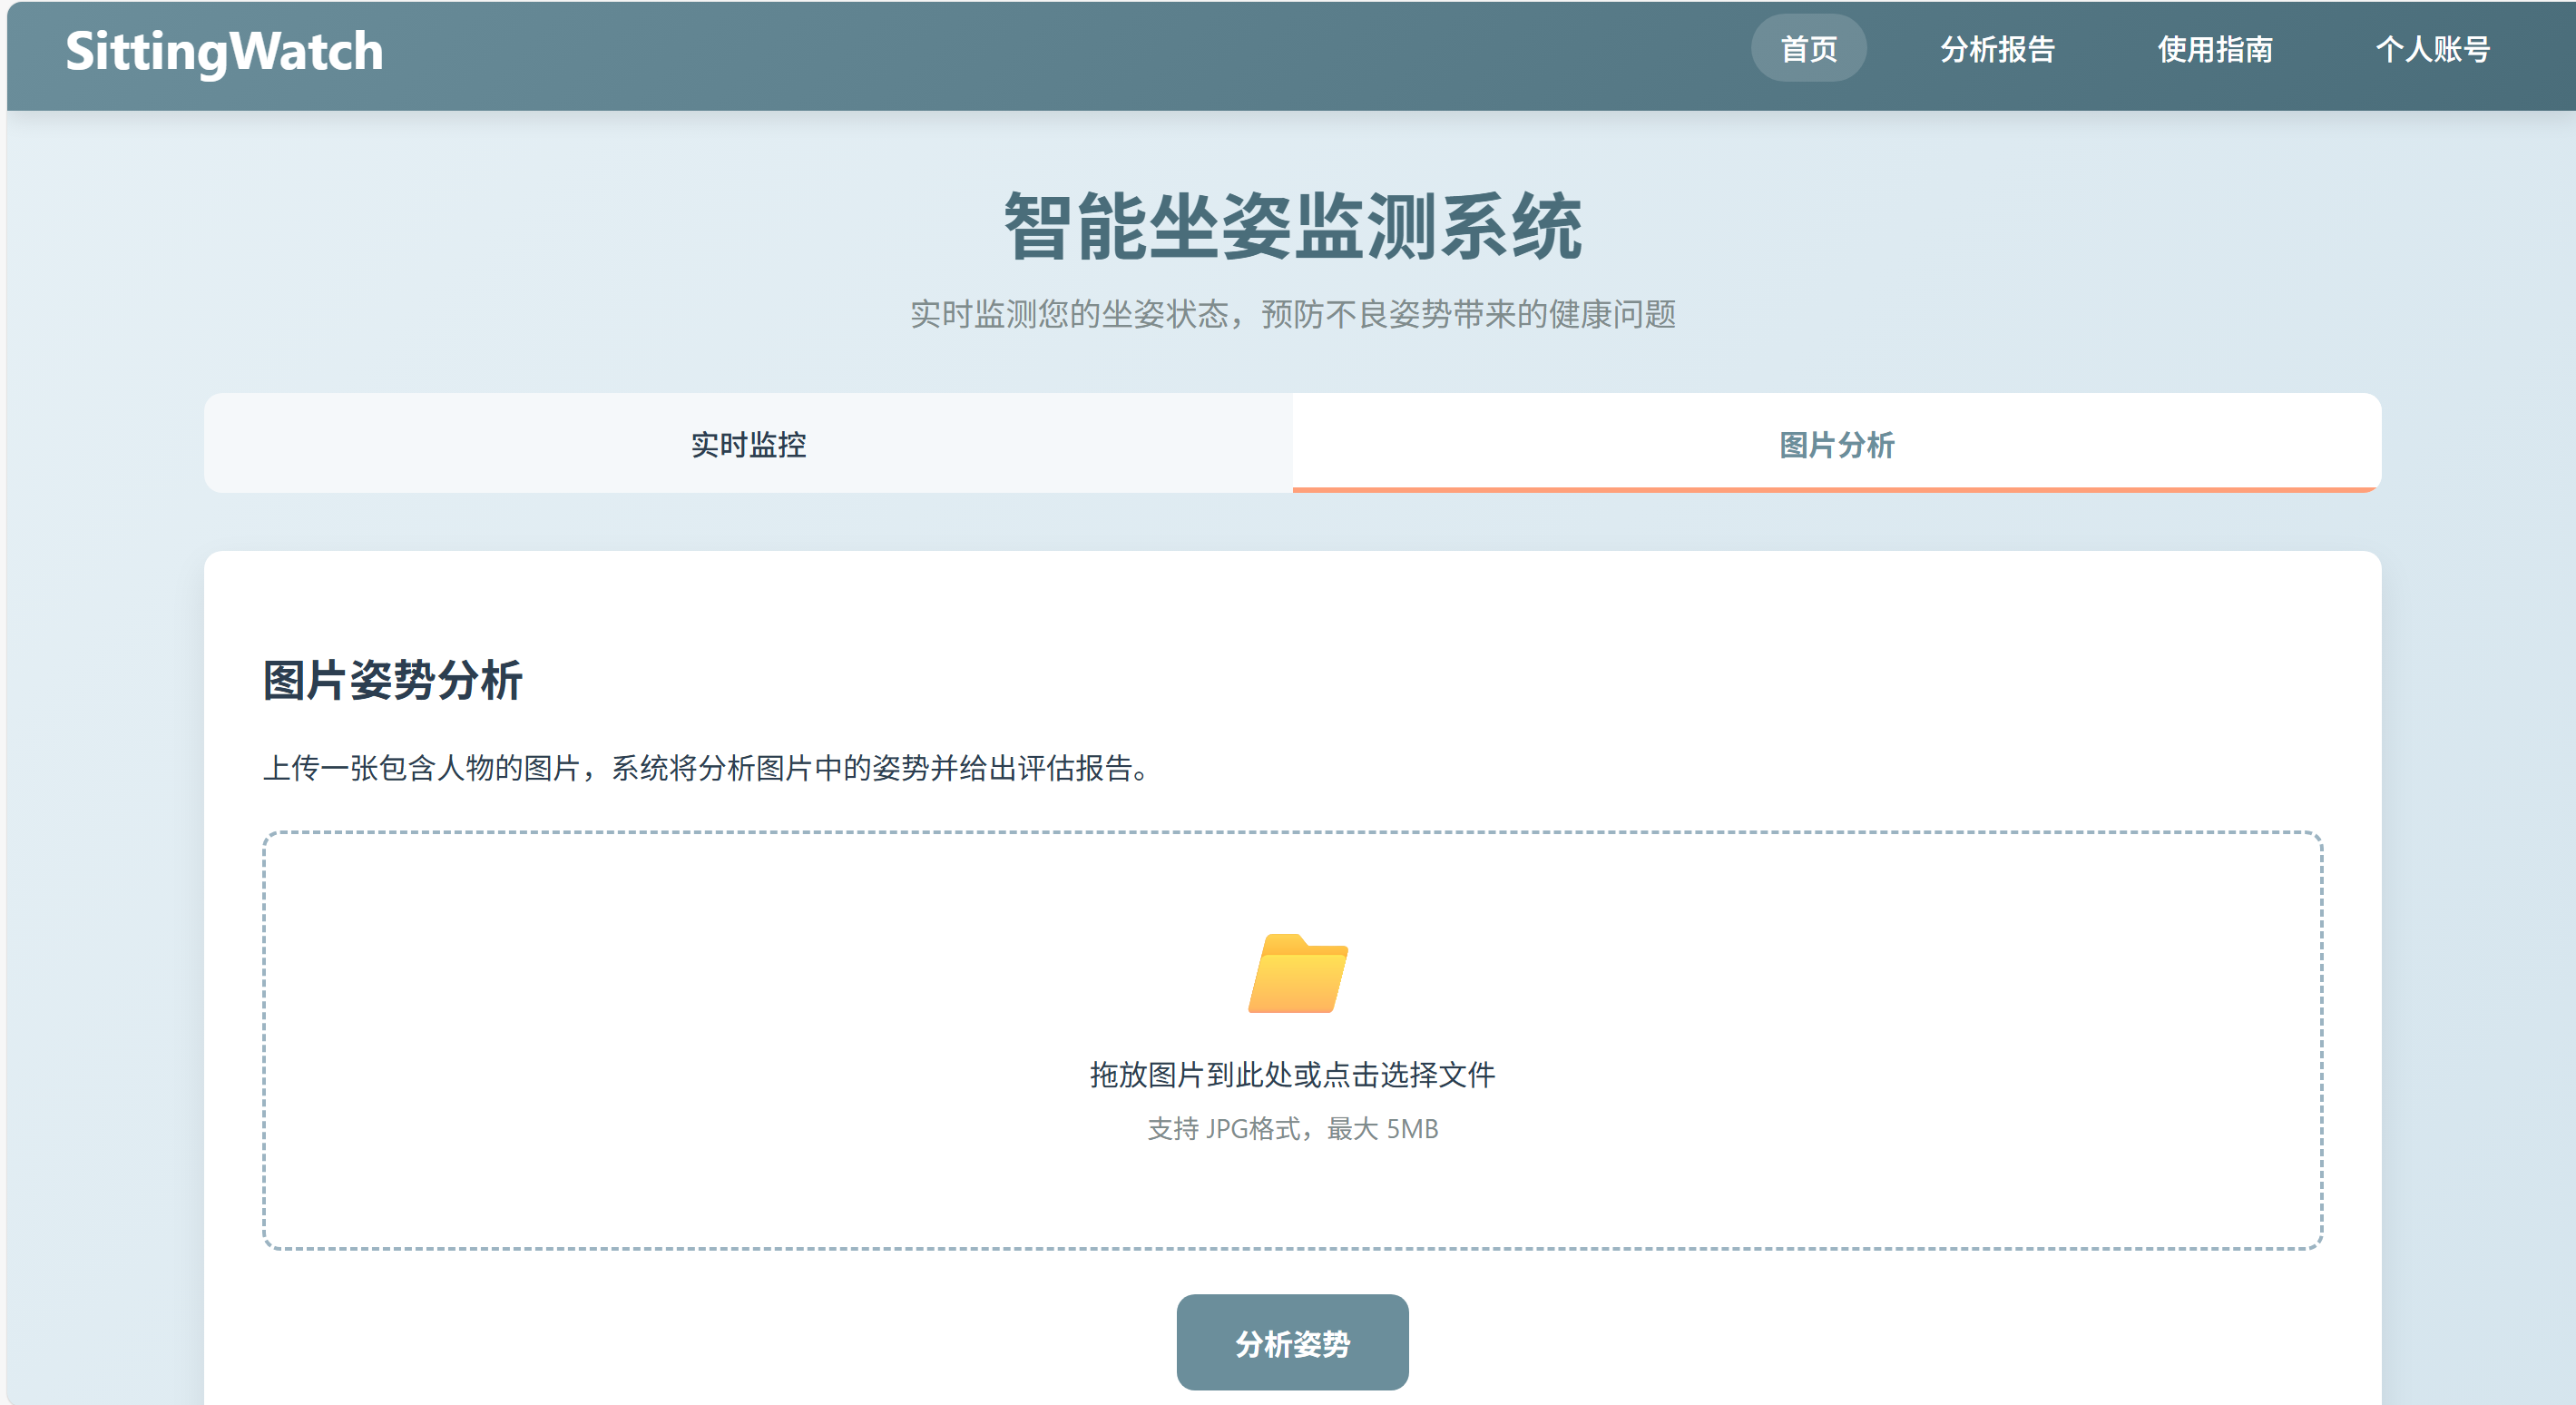 SittingWatch
首页 分析报告 使用指南 个人账号
智能坐姿监测系统
实时监测您的坐姿状态，预防不良姿势带来的健康问题
实时监控 图片分析
图片姿势分析
上传一张包含人物的图片，系统将分析图片中的姿势并给出评估报告。
拖放图片到此处或点击选择文件
支持 JPG格式，最大 5MB
分析姿势